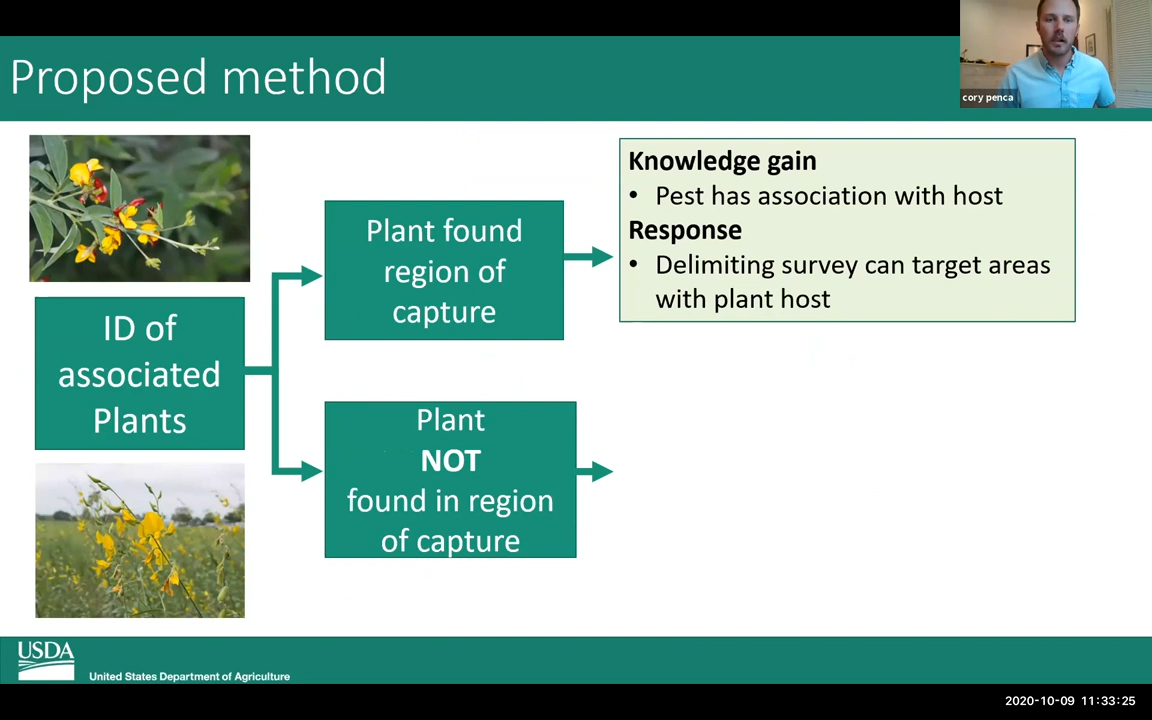 Proposed method
cory penca
ID of
associated
Plants
Plant found
region of
capture
Knowledge gain
• Pest has association with host
Response
• Delimiting survey can target areas
with plant host
Plant
NOT
found in region
of capture
USDA
United States Department of Agriculture
2020-10-09 11:33:25